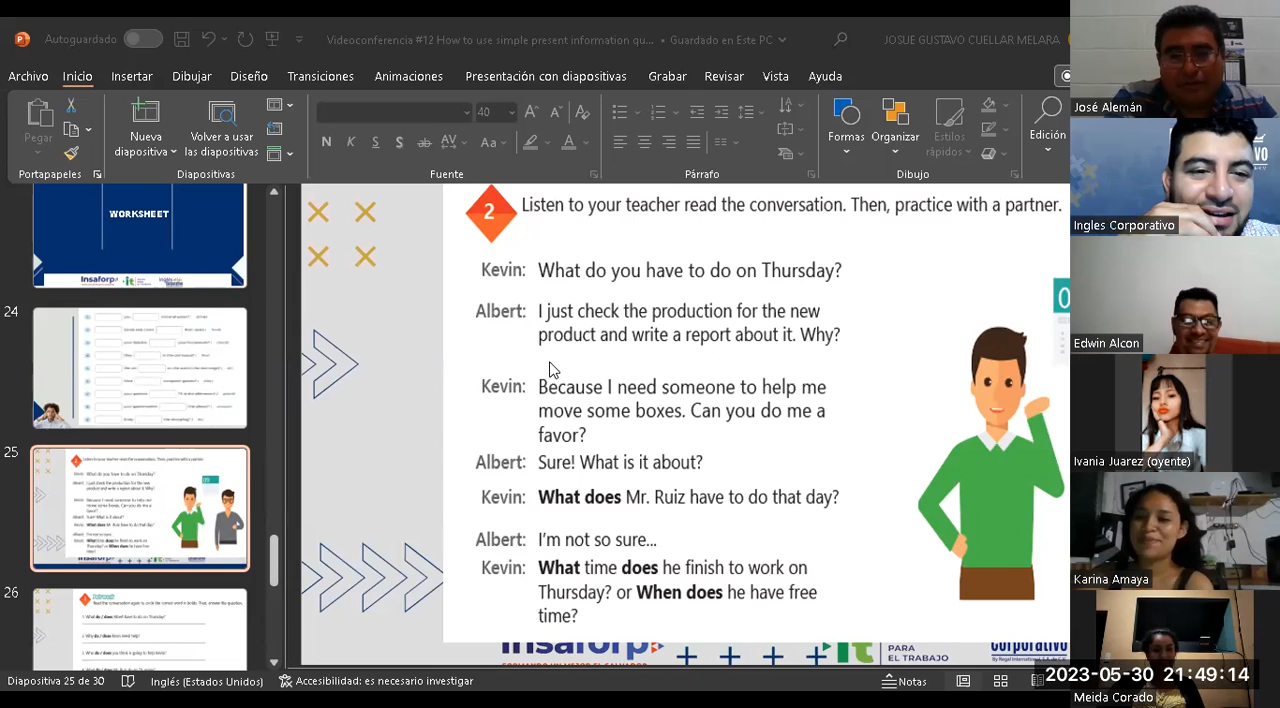 Autoguardado
Videoconferencia #12 How to use simple present information qu... • Guardado en Este PC
JOSUE GUSTAVO CUELLAR MELARA
Archivo Inicio Insertar Dibujar Diseño Transiciones Animaciones Presentación con diapositivas Grabar Revisar Vista Ayuda
Pegar
Nueva diapositiva
Volver a usar las diapositivas
40
N K S S ab AV Aa A
Formas
Organizar
Estilos rápidos
Edición
Portapapeles Diapositivas Fuente Párrafo Dibujo
WORKSHEET
Insaforp
24
25
26
2
Listen to your teacher read the conversation. Then, practice with a partner.
Kevin: What do you have to do on Thursday?
Albert: I just check the production for the new
product and write a report about it. Why?
Kevin: Because I need someone to help me
move some boxes. Can you do me a
favor?
Albert: Sure! What is it about?
Kevin: What does Mr. Ruiz have to do that day?
Albert: I'm not so sure...
Kevin: What time does he finish to work on
Thursday? or When does he have free
time?
Insaforp
it
PARA
EL TRABAJO
Corporativo
José Alemán
Ingles Corporativo
Edwin Alcon
Ivania Juarez (oyente)
Karina Amaya
Meida Corado
2023-05-30 21:49:14
Diapositiva 25 de 30
Inglés (Estados Unidos)
Accesibilidad: es necesario investigar
Notas